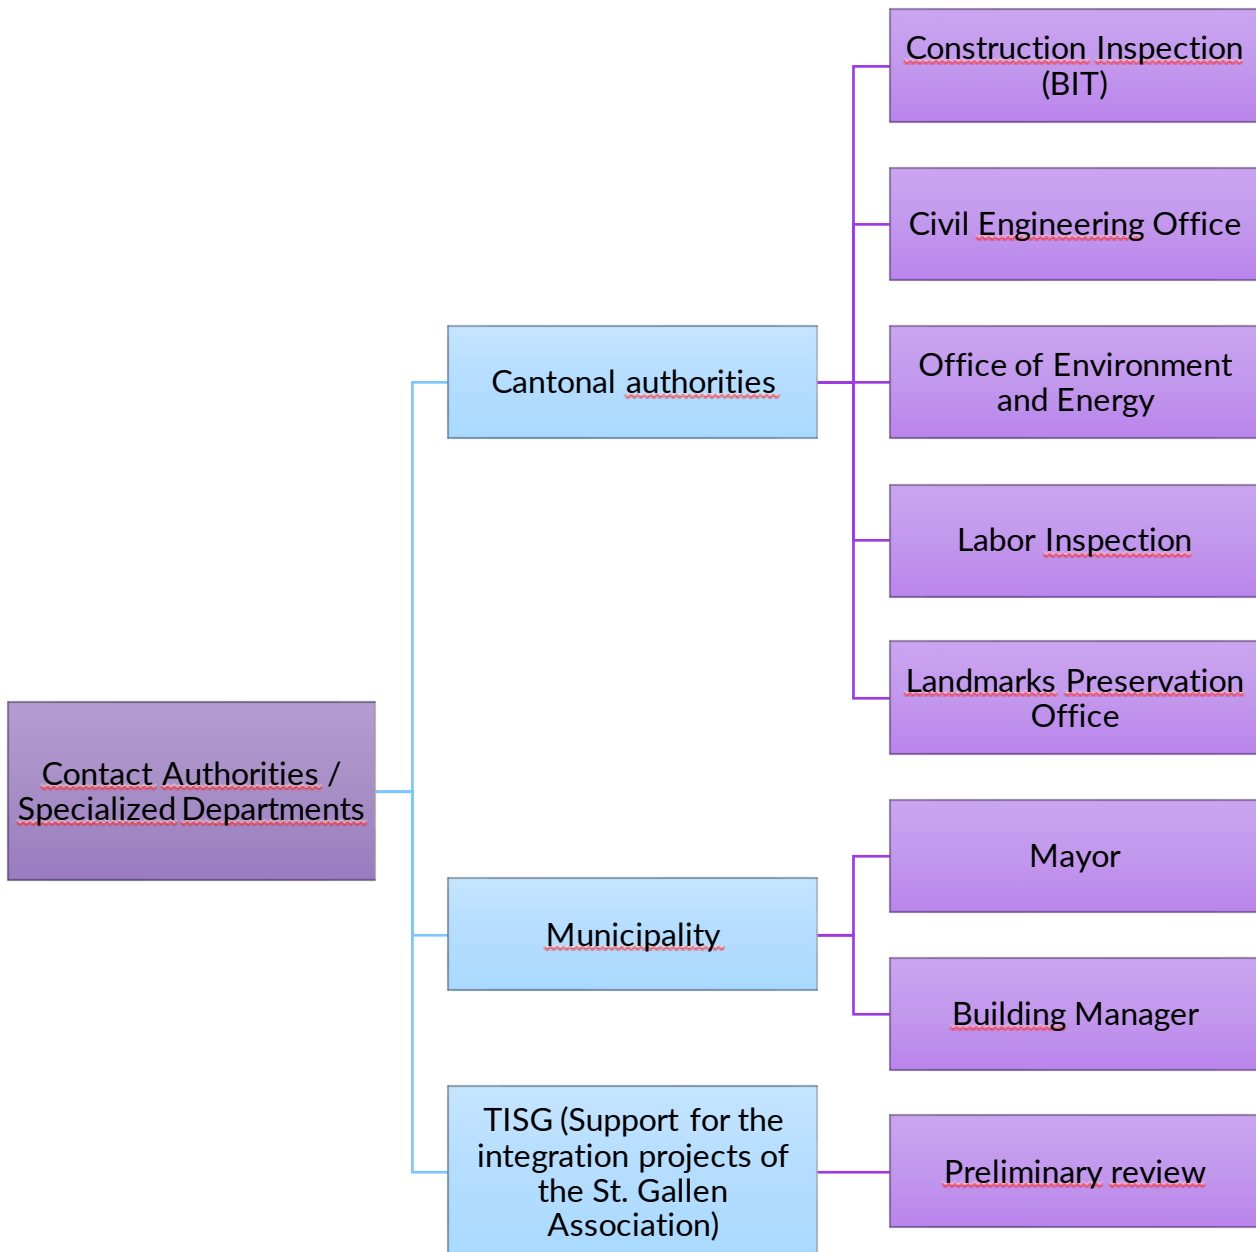 Contact Authorities /
Specialized Departments
Cantonal authorities
Construction Inspection
(BIT)
Civil Engineering Office
Office of Environment
and Energy
Labor Inspection
Landmarks Preservation
Office
Municipality
Mayor
Building Manager
TISG (Support for the
integration projects of
the St. Gallen
Association)
Preliminary review